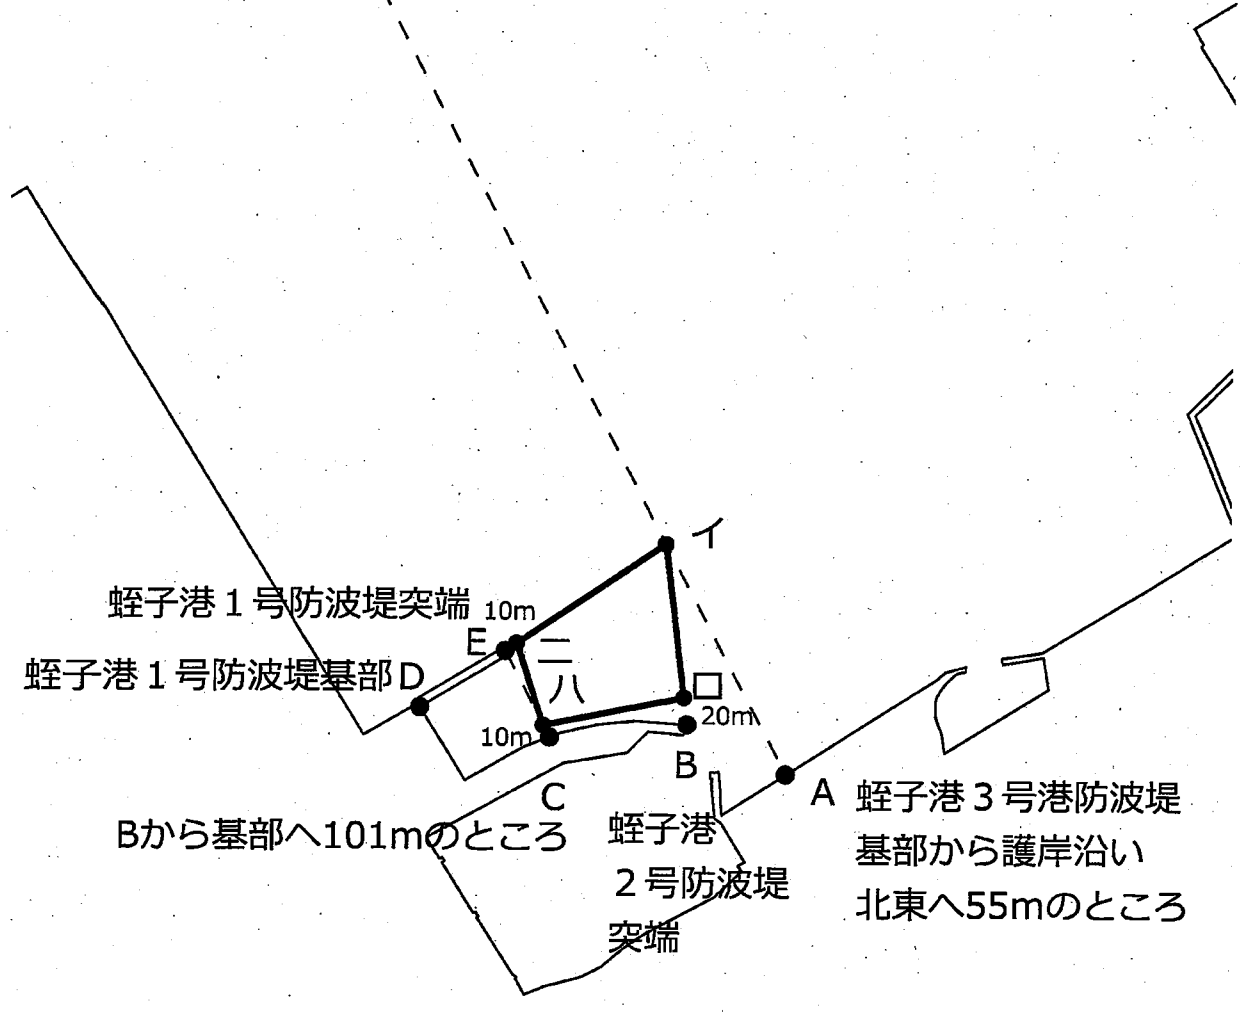 イ
蛭子港１号防波堤突端
10m
E
ニ
蛭子港１号防波堤基部D
ハ
ロ
20m
10m
B
C
A
Bから基部へ101mのところ
蛭子港
２号防波堤
突端
蛭子港３号港防波堤
基部から護岸沿い
北東へ55mのところ